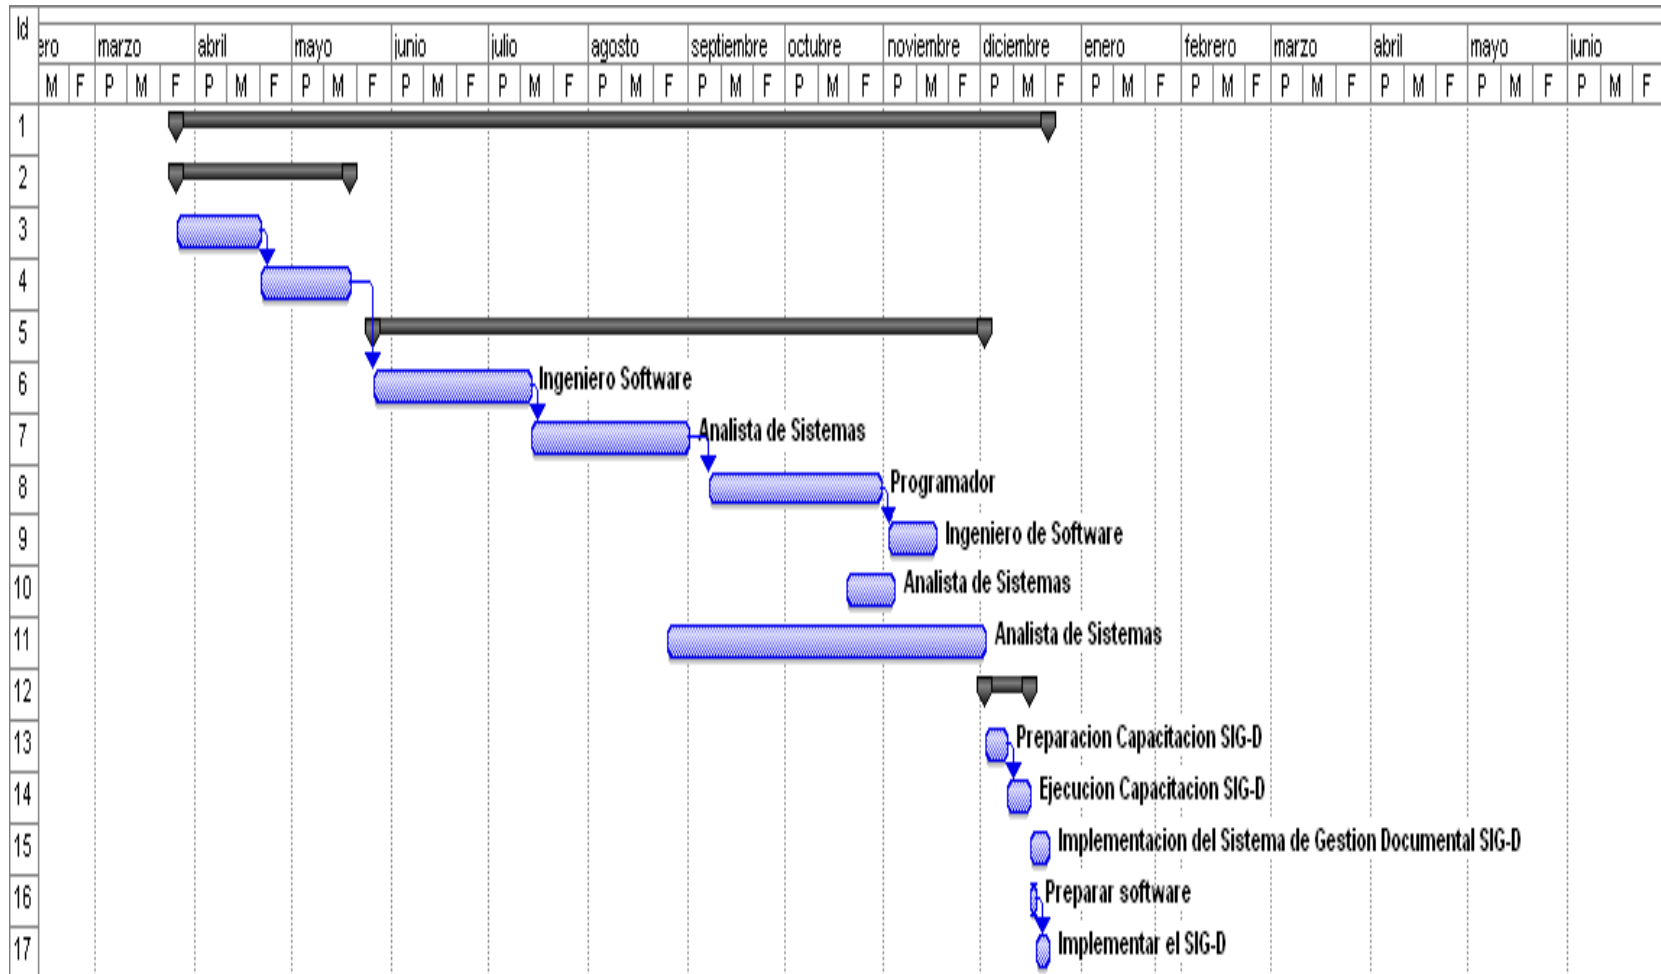 Id
ero marzo abril mayo junio julio agosto septiembre octubre noviembre diciembre enero febrero marzo abril mayo junio
M F P M F P M F P M F P M F P M F P M F P M F P M F P M F P M F P M F P M F P M F P M F P M F P M F
1
2
3
4
5
6 Ingeniero Software
7 Analista de Sistemas
8 Programador
9 Ingeniero de Software
10 Analista de Sistemas
11 Analista de Sistemas
12
13 Preparacion Capacitacion SIG-D
14 Ejecucion Capacitacion SIG-D
15 Implementacion del Sistema de Gestion Documental SIG-D
16 Preparar software
17 Implementar el SIG-D